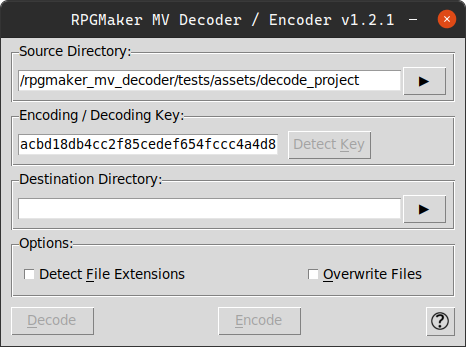 RPGMaker MV Decoder / Encoder v1.2.1
Source Directory:
/rpgmaker_mv_decoder/tests/assets/decode_project
Encoding / Decoding Key:
acbd18db4cc2f85cedef654fccc4a4d8
Detect Key
Destination Directory:
Options:
Detect File Extensions
Overwrite Files
Decode
Encode
?